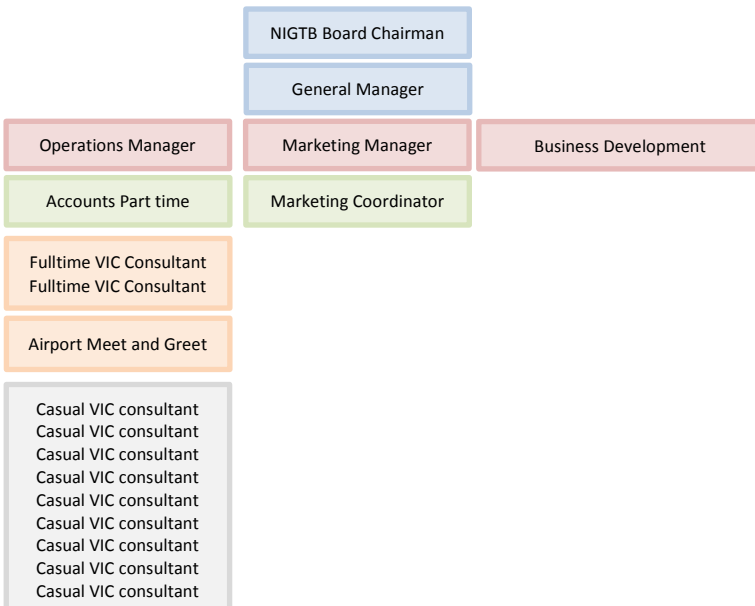 NIGTB Board Chairman
General Manager
Operations Manager
Marketing Manager
Business Development
Accounts Part time
Marketing Coordinator
Fulltime VIC Consultant
Fulltime VIC Consultant
Airport Meet and Greet
Casual VIC consultant
Casual VIC consultant
Casual VIC consultant
Casual VIC consultant
Casual VIC consultant
Casual VIC consultant
Casual VIC consultant
Casual VIC consultant
Casual VIC consultant